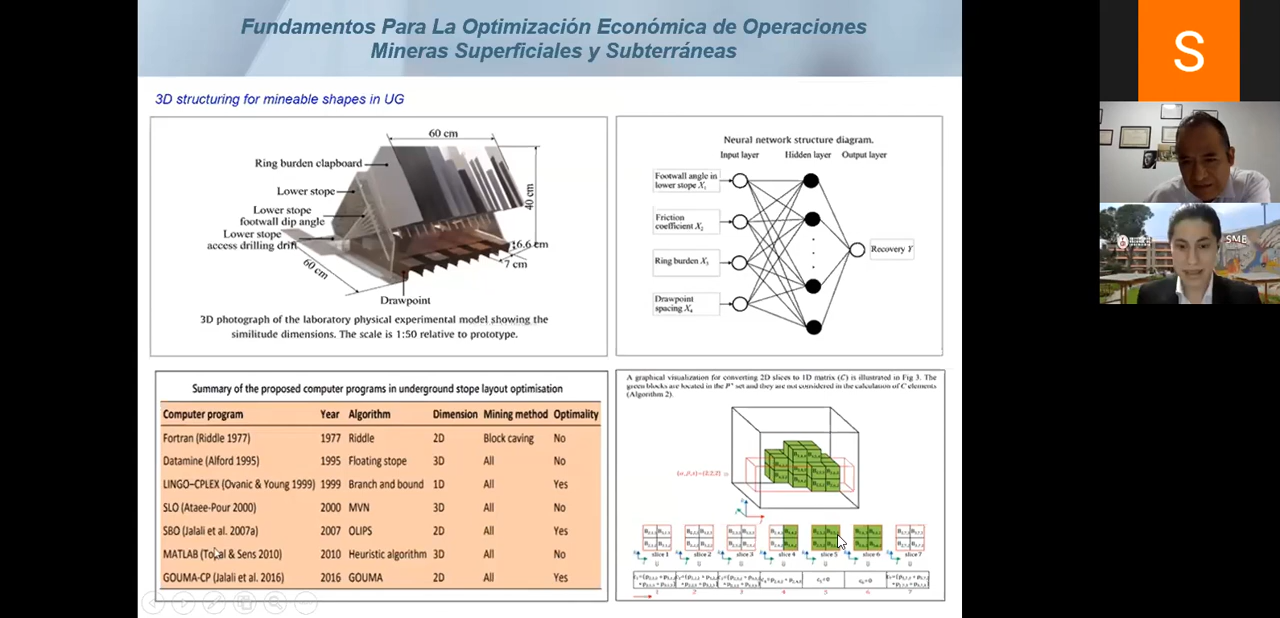 Fundamentos Para La Optimización Económica de Operaciones
Mineras Superficiales y Subterráneas
3D structuring for mineable shapes in UG
60 cm
Ring burden clapboard
Lower stope
Lower stope
footwall dip angle
Lower stope
access drilling drift
40 cm
6.6 cm
7 cm
60 cm
Drawpoint
3D photograph of the laboratory physical experimental model showing the
similitude dimensions. The scale is 1:50 relative to prototype.
Neural network structure diagram.
Input layer Hidden layer Output layer
Footwall angle in
lower stope X₁
Friction
coefficient X₂
Ring burden X₃
Drawpoint
spacing X₄
Recovery Y
Summary of the proposed computer programs in underground stope layout optimisation
Computer program Year Algorithm Dimension Mining method Optimality
Fortran (Riddle 1977) 1977 Riddle 2D Block caving No
Datamine (Alford 1995) 1995 Floating stope 3D All No
LINGO–CPLEX (Ovanic & Young 1999) 1999 Branch and bound 1D All Yes
SLO (Ataee-Pour 2000) 2000 MVN 3D All No
SBO (Jalali et al. 2007a) 2007 OLIPS 2D All Yes
MATLAB (Topal & Sens 2010) 2010 Heuristic algorithm 3D All No
GOUMA-CP (Jalali et al. 2016) 2016 GOUMA 2D All Yes
A graphical visualization for converting 2D slices to 1D matrix (C) is illustrated in Fig 3. The
green blocks are located in the P⁺ set and they are not considered in the calculation of C elements
(Algorithm 2).
slice 1 slice 2 slice 3 slice 4 slice 5 slice 6 slice 7
1 2 3 4 5 6 7
S
SME